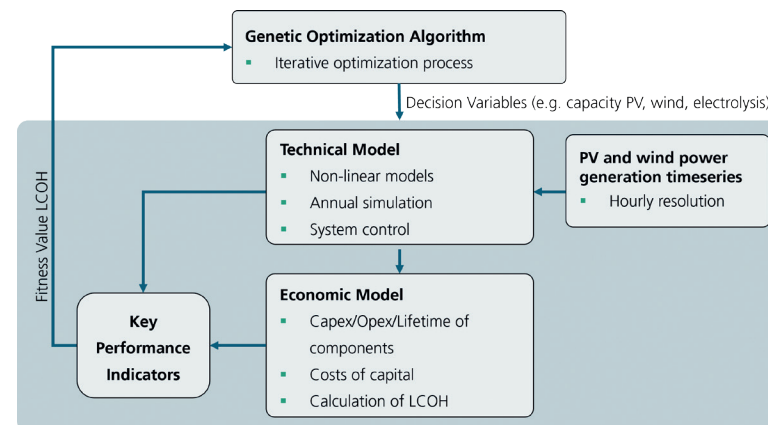 Genetic Optimization Algorithm
▪ Iterative optimization process
Decision Variables (e.g. capacity PV, wind, electrolysis)
Technical Model
▪ Non-linear models
▪ Annual simulation
▪ System control
PV and wind power
generation timeseries
▪ Hourly resolution
Fitness Value LCOH
Economic Model
▪ Capex/Opex/Lifetime of
components
▪ Costs of capital
▪ Calculation of LCOH
Key
Performance
Indicators